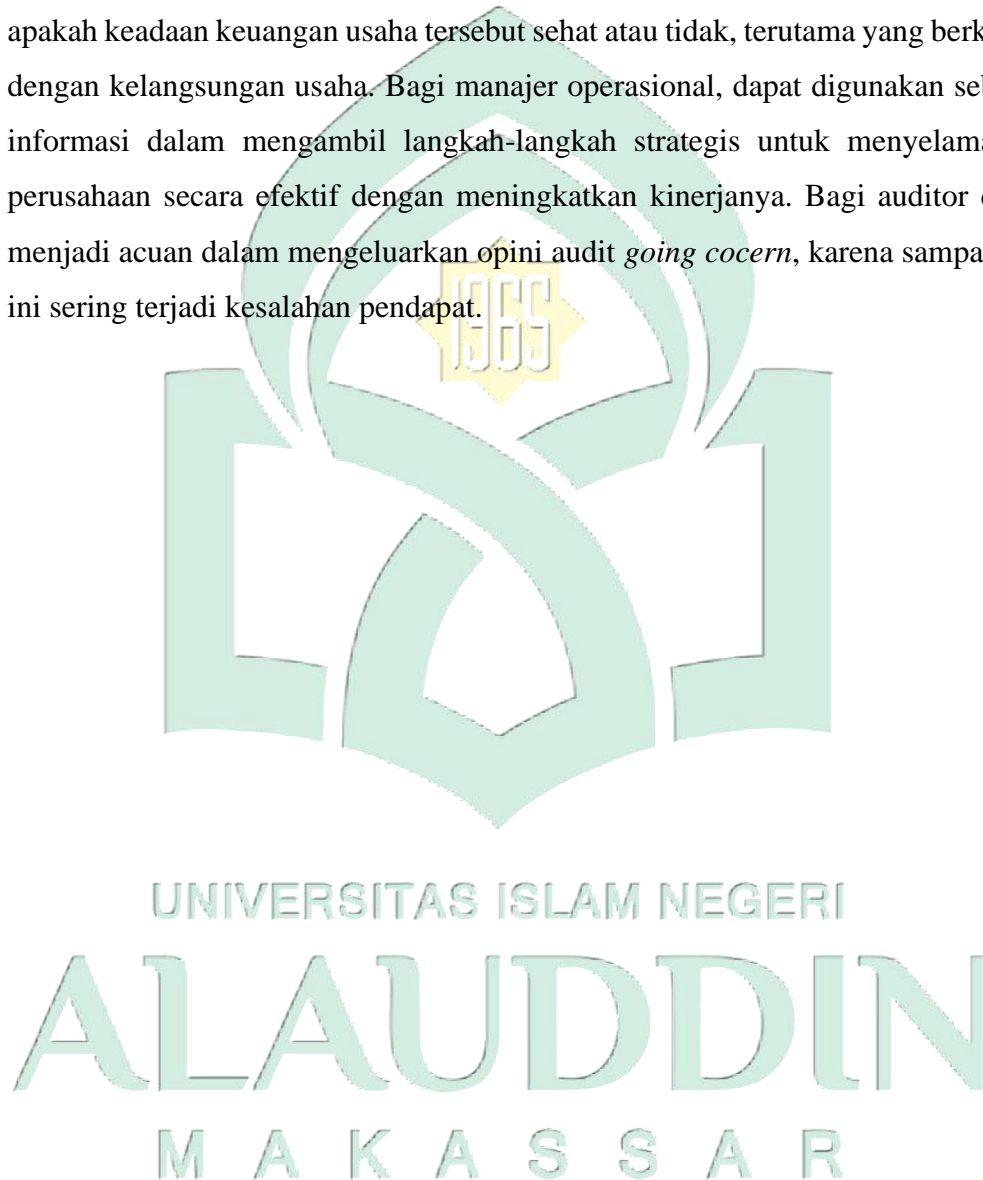 apakah keadaan keuangan usaha tersebut sehat atau tidak, terutama yang berk
dengan kelangsungan usaha. Bagi manajer operasional, dapat digunakan seb
informasi dalam mengambil langkah-langkah strategis untuk menyelama
perusahaan secara efektif dengan meningkatkan kinerjanya. Bagi auditor
menjadi acuan dalam mengeluarkan opini audit going cocern, karena sampa
ini sering terjadi kesalahan pendapat.
1965
UNIVERSITAS ISLAM NEGERI
ALAUDDIN
MAKASSAR